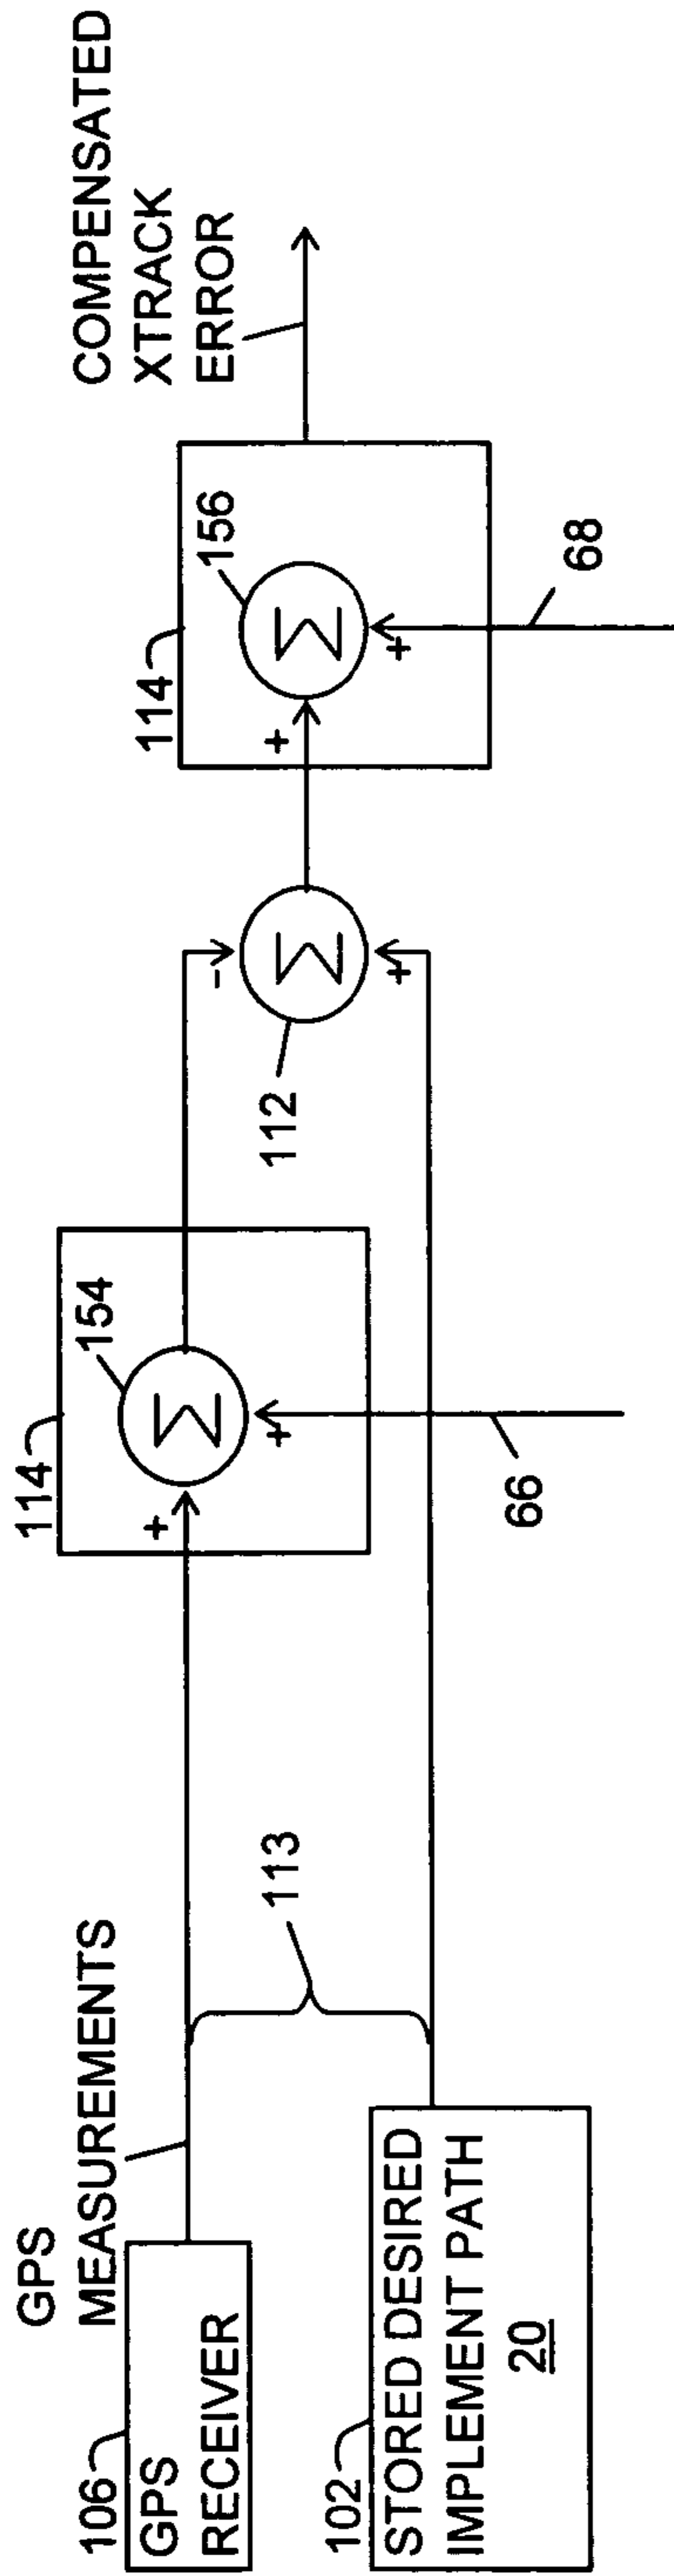 106
GPS
RECEIVER
GPS
MEASUREMENTS
102
STORED DESIRED
IMPLEMENT PATH
20
113
114
154
Σ
+
+
66
112
Σ
-
+
114
156
Σ
+
+
68
COMPENSATED
XTRACK
ERROR